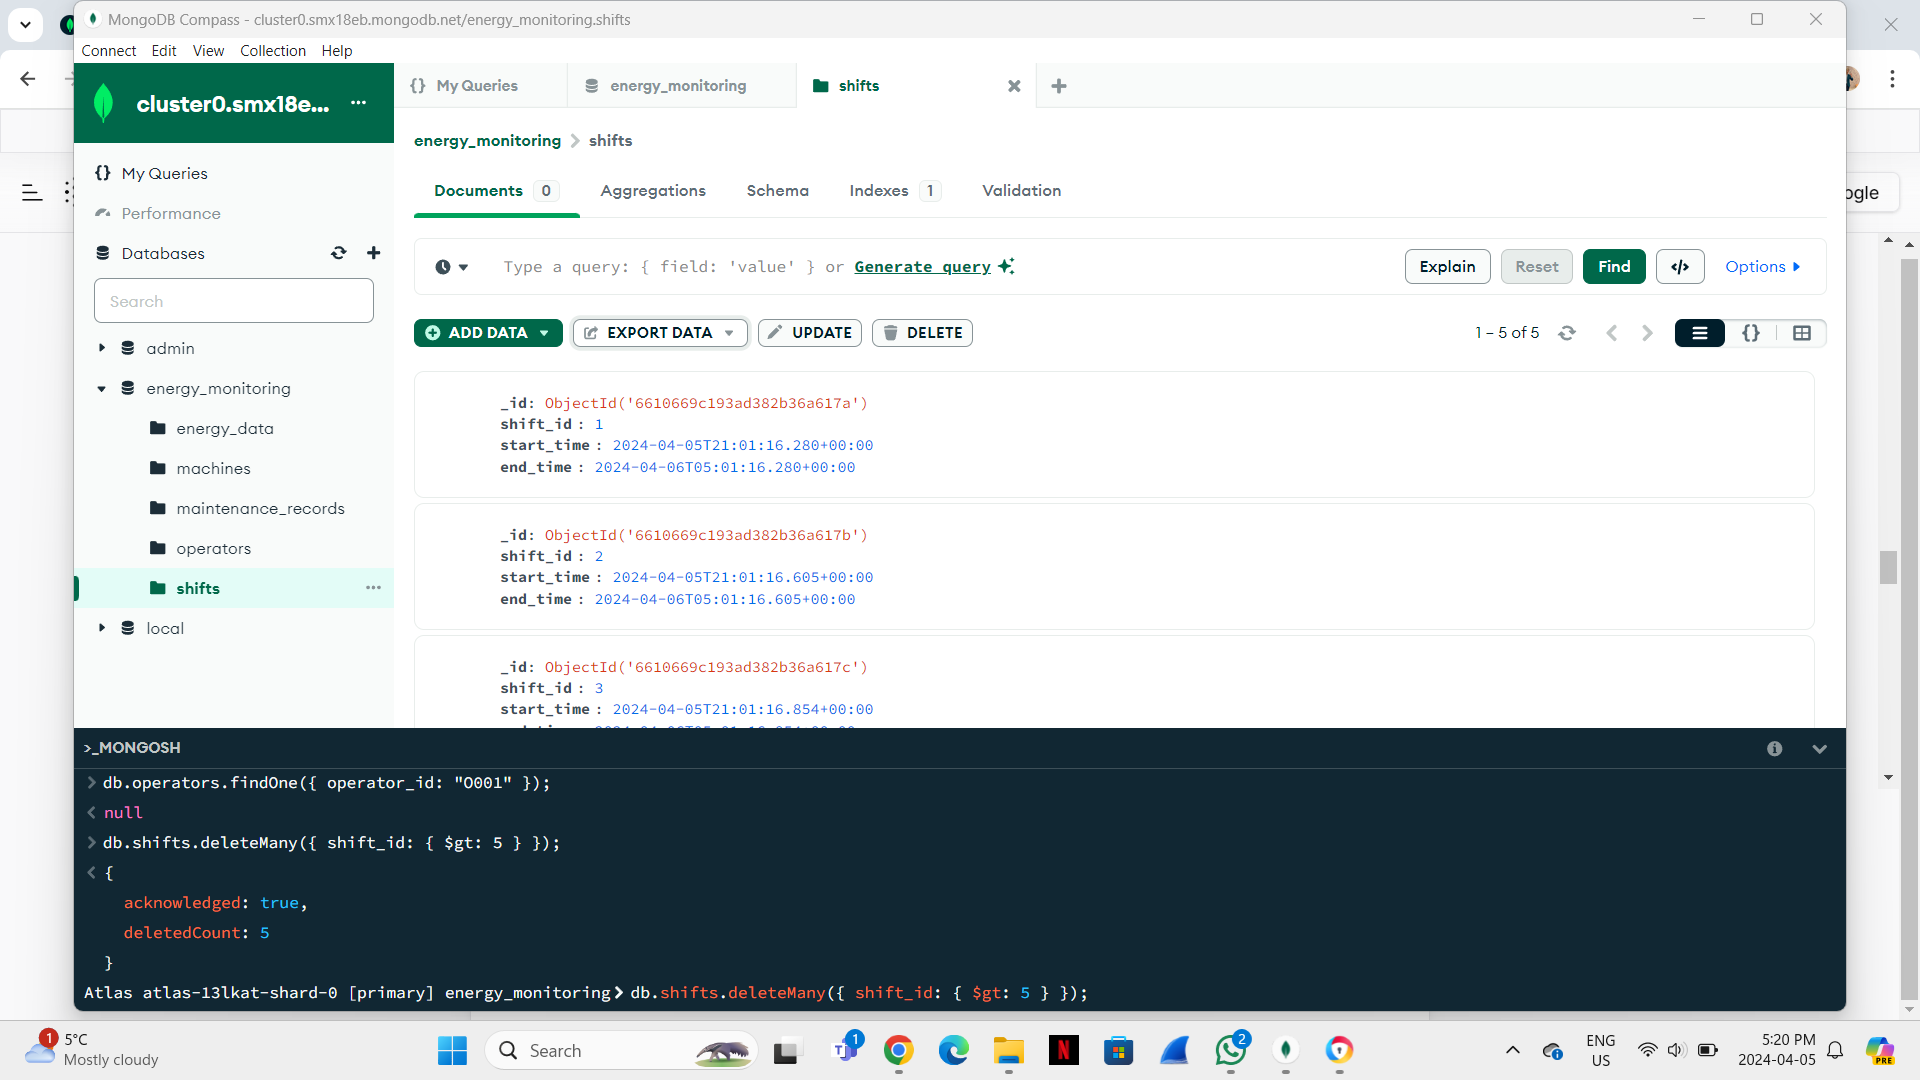 MongoDB Compass - cluster0.smx18eb.mongodb.net/energy_monitoring.shifts
Connect Edit View Collection Help
cluster0.smx18e... ...
{} My Queries
energy_monitoring
shifts
energy_monitoring > shifts
{} My Queries
Performance
Databases
Search
admin
energy_monitoring
energy_data
machines
maintenance_records
operators
shifts ...
local
Documents 0 Aggregations Schema Indexes 1 Validation
Type a query: { field: 'value' } or Generate query
Explain Reset Find </> Options
ogle
ADD DATA EXPORT DATA UPDATE DELETE
1 – 5 of 5
{}
_id: ObjectId('6610669c193ad382b36a617a')
shift_id : 1
start_time : 2024-04-05T21:01:16.280+00:00
end_time : 2024-04-06T05:01:16.280+00:00
_id: ObjectId('6610669c193ad382b36a617b')
shift_id : 2
start_time : 2024-04-05T21:01:16.605+00:00
end_time : 2024-04-06T05:01:16.605+00:00
_id: ObjectId('6610669c193ad382b36a617c')
shift_id : 3
start_time : 2024-04-05T21:01:16.854+00:00
>_MONGOSH
> db.operators.findOne({ operator_id: "O001" });
< null
> db.shifts.deleteMany({ shift_id: { $gt: 5 } });
< {
acknowledged: true,
deletedCount: 5
}
Atlas atlas-13lkat-shard-0 [primary] energy_monitoring> db.shifts.deleteMany({ shift_id: { $gt: 5 } });
1
5°C
Mostly cloudy
Search
1
N
2
ENG
US
5:20 PM
2024-04-05
PRE